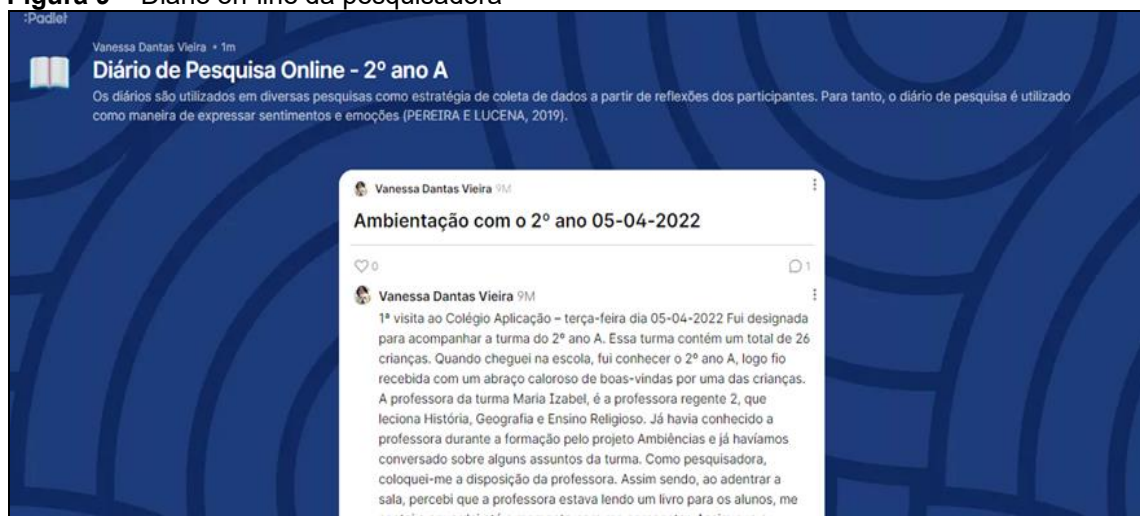 Figura 9 – Diário on-line da pesquisadora
:Padlet
Vanessa Dantas Vieira • 1m
Diário de Pesquisa Online - 2º ano A
Os diários são utilizados em diversas pesquisas como estratégia de coleta de dados a partir de reflexões dos participantes. Para tanto, o diário de pesquisa é utilizado
como maneira de expressar sentimentos e emoções (PEREIRA E LUCENA, 2019).
Vanessa Dantas Vieira 9M
Ambientação com o 2º ano 05-04-2022
0
1
Vanessa Dantas Vieira 9M
1ª visita ao Colégio Aplicação – terça-feira dia 05-04-2022 Fui designada
para acompanhar a turma do 2º ano A. Essa turma contém um total de 26
crianças. Quando cheguei na escola, fui conhecer o 2º ano A, logo fio
recebida com um abraço caloroso de boas-vindas por uma das crianças.
A professora da turma Maria Izabel, é a professora regente 2, que
leciona História, Geografia e Ensino Religioso. Já havia conhecido a
professora durante a formação pelo projeto Ambiências e já havíamos
conversado sobre alguns assuntos da turma. Como pesquisadora,
coloquei-me a disposição da professora. Assim sendo, ao adentrar a
sala, percebi que a professora estava lendo um livro para os alunos, me